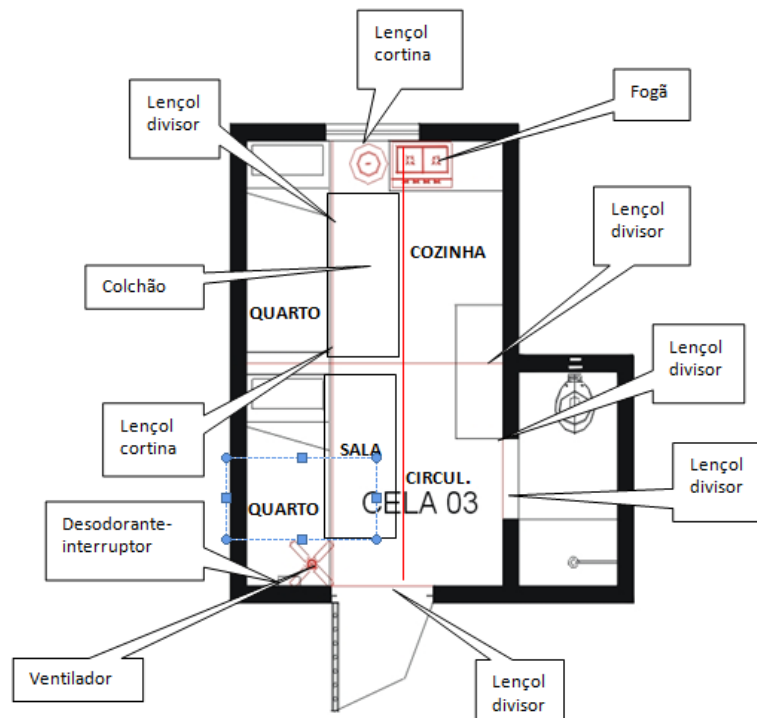 Lençol
cortina
Lençol
divisor
Fogã
Lençol
divisor
COZINHA
Colchão
QUARTO
Lençol
divisor
Lençol
cortina
SALA
CIRCUL.
Lençol
divisor
QUARTO
CELA 03
Desodorante-
interruptor
Ventilador
Lençol
divisor